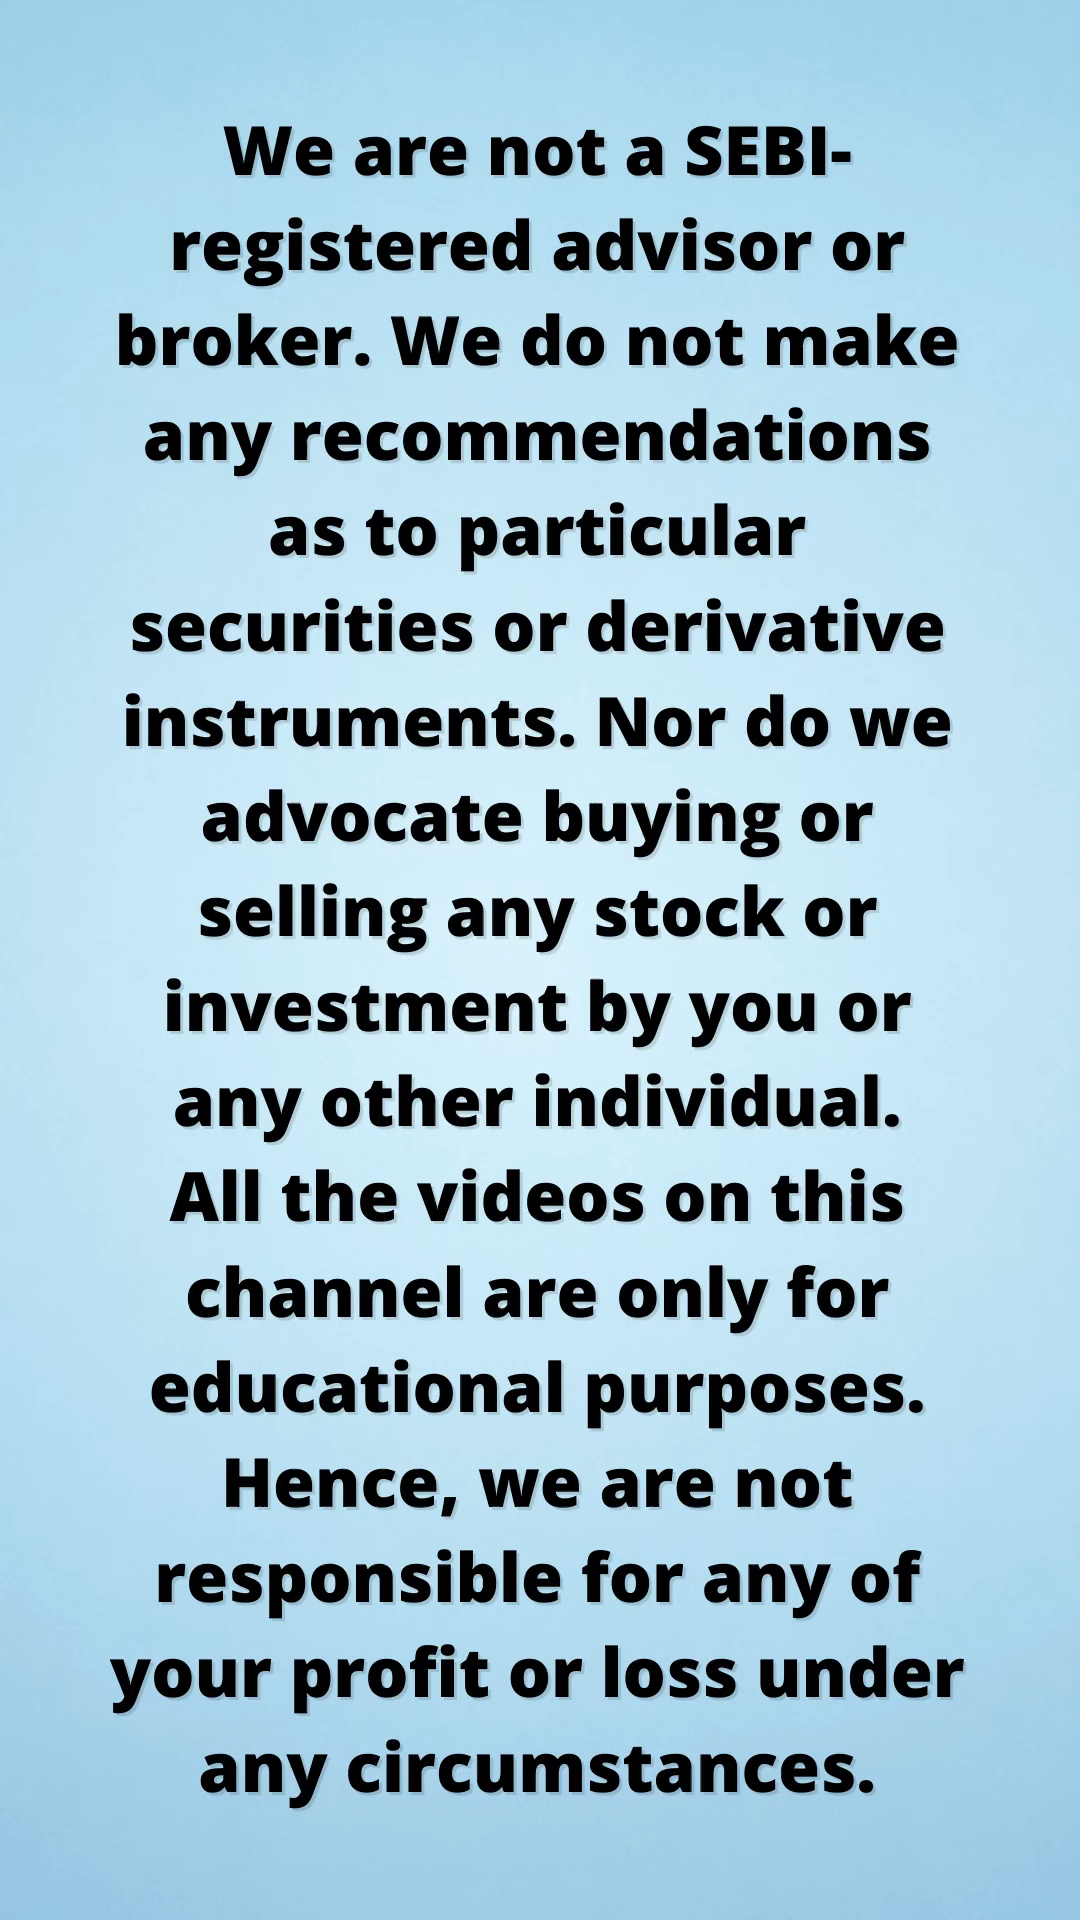 We are not a SEBI-
registered advisor or
broker. We do not make
any recommendations
as to particular
securities or derivative
instruments. Nor do we
advocate buying or
selling any stock or
investment by you or
any other individual.
All the videos on this
channel are only for
educational purposes.
Hence, we are not
responsible for any of
your profit or loss under
any circumstances.